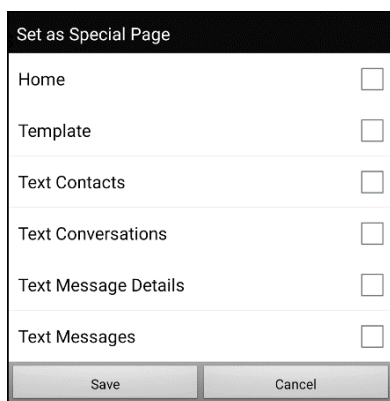 Set as Special Page
Home
Template
Text Contacts
Text Conversations
Text Message Details
Text Messages
Save Cancel